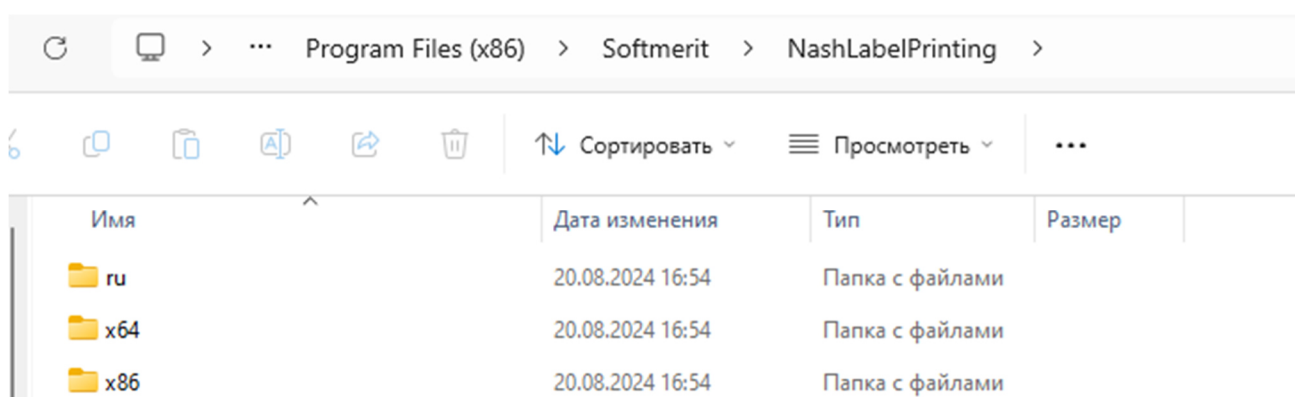 ... Program Files (x86) > Softmerit > NashLabelPrinting >
Сортировать Просмотреть ...
Имя Дата изменения Тип Размер
ru 20.08.2024 16:54 Папка с файлами
x64 20.08.2024 16:54 Папка с файлами
x86 20.08.2024 16:54 Папка с файлами